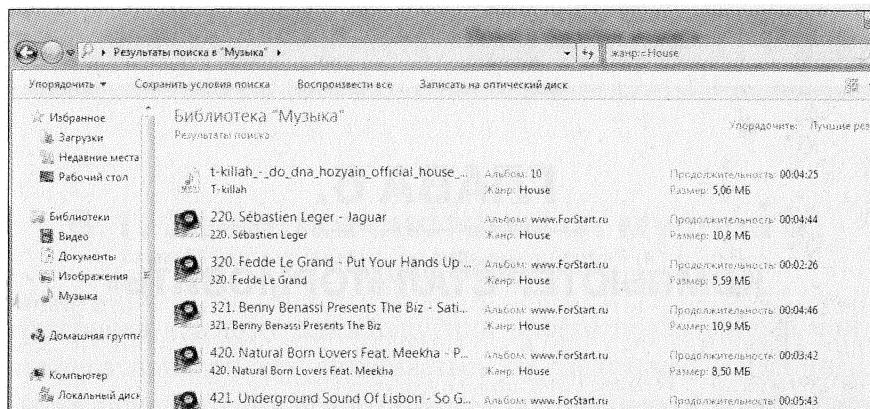 Результаты поиска в "Музыка"
жанр:=House
Упорядочить Сохранить условия поиска Воспроизвести все Записать на оптический диск
Избранное
Загрузки
Недавние места
Рабочий стол
Библиотеки
Видео
Документы
Изображения
Музыка
Домашняя группа
Компьютер
Локальный диск
Библиотека "Музыка"
Результаты поиска
Упорядочить: Лучшие рез
t-killah_-_do_dna_hozyain_official_house_... Альбом: 10 Продолжительность: 00:04:25
T-killah Жанр: House Размер: 5,06 МБ
220. Sébastien Leger - Jaguar Альбом: www.ForStart.ru Продолжительность: 00:04:44
220. Sébastien Leger Жанр: House Размер: 10,8 МБ
320. Fedde Le Grand - Put Your Hands Up ... Альбом: www.ForStart.ru Продолжительность: 00:02:26
320. Fedde Le Grand Жанр: House Размер: 5,59 МБ
321. Benny Benassi Presents The Biz - Sati... Альбом: www.ForStart.ru Продолжительность: 00:04:46
321. Benny Benassi Presents The Biz Жанр: House Размер: 10,9 МБ
420. Natural Born Lovers Feat. Meekha - P... Альбом: www.ForStart.ru Продолжительность: 00:03:42
420. Natural Born Lovers Feat. Meekha Жанр: House Размер: 8,50 МБ
421. Underground Sound Of Lisbon - So G... Альбом: www.ForStart.ru Продолжительность: 00:05:43